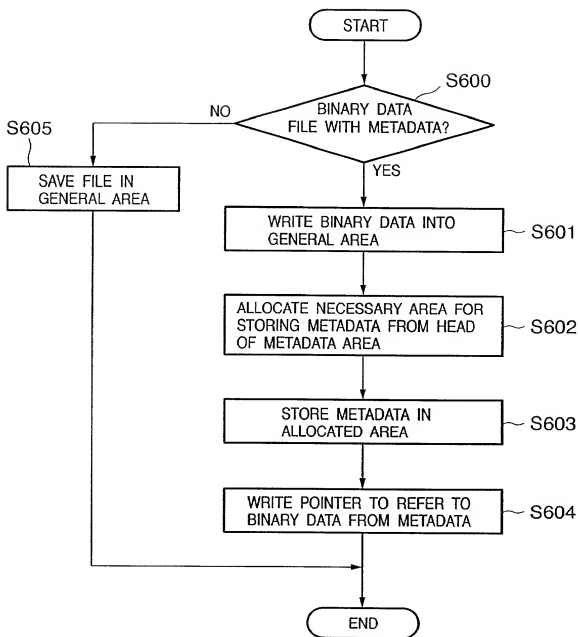 START
S600
BINARY DATA
FILE WITH METADATA?
NO
YES
S605
SAVE FILE IN
GENERAL AREA
WRITE BINARY DATA INTO
GENERAL AREA
S601
ALLOCATE NECESSARY AREA FOR
STORING METADATA FROM HEAD
OF METADATA AREA
S602
STORE METADATA IN
ALLOCATED AREA
S603
WRITE POINTER TO REFER TO
BINARY DATA FROM METADATA
S604
END